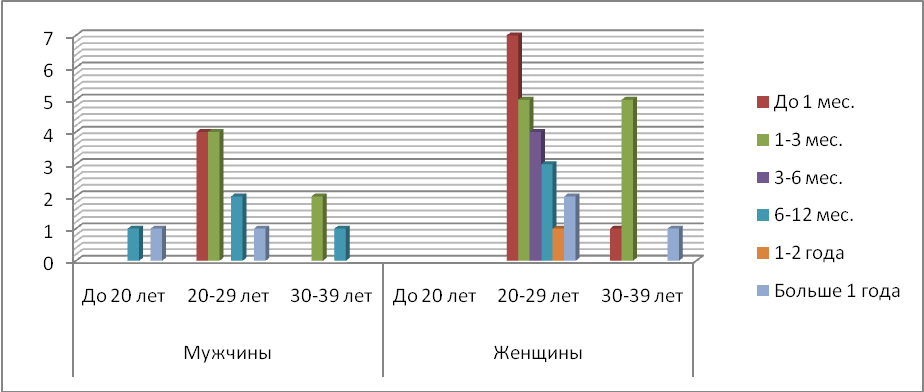 7
6
5
4
3
2
1
0
До 20 лет 20-29 лет 30-39 лет До 20 лет 20-29 лет 30-39 лет
Мужчины Женщины
До 1 мес.
1-3 мес.
3-6 мес.
6-12 мес.
1-2 года
Больше 1 года